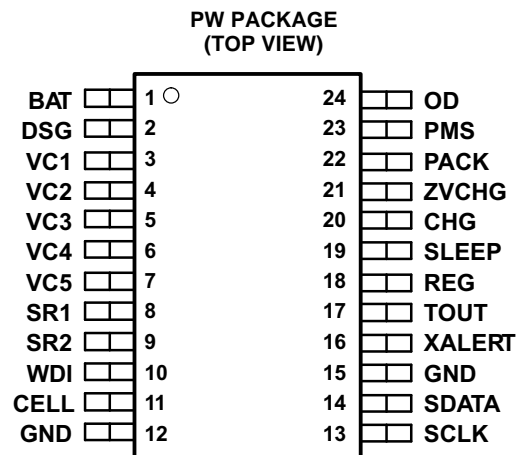 PW PACKAGE
(TOP VIEW)
BAT 1 24 OD
DSG 2 23 PMS
VC1 3 22 PACK
VC2 4 21 ZVCHG
VC3 5 20 CHG
VC4 6 19 SLEEP
VC5 7 18 REG
SR1 8 17 TOUT
SR2 9 16 XALERT
WDI 10 15 GND
CELL 11 14 SDATA
GND 12 13 SCLK